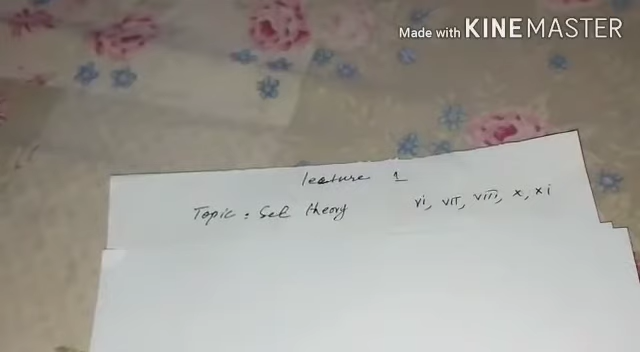 Made with KINEMASTER
lecture 1
Topic : Set theory vi, VII, VIII, x, xi